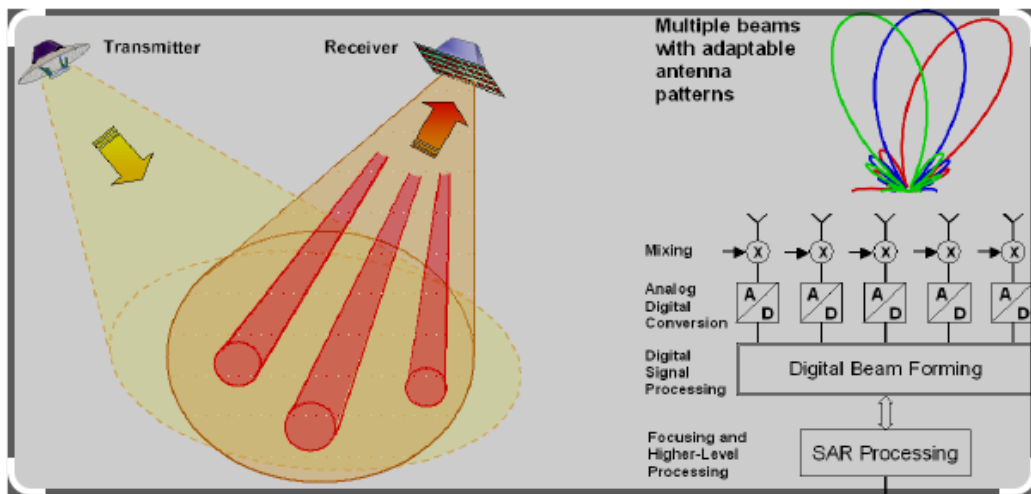 Transmitter
Receiver
Multiple beams
with adaptable
antenna
patterns
Mixing
X X X X X
Analog
Digital
Conversion
A D A D A D A D A D
Digital
Signal
Processing
Digital Beam Forming
Focusing and
Higher-Level
Processing
SAR Processing